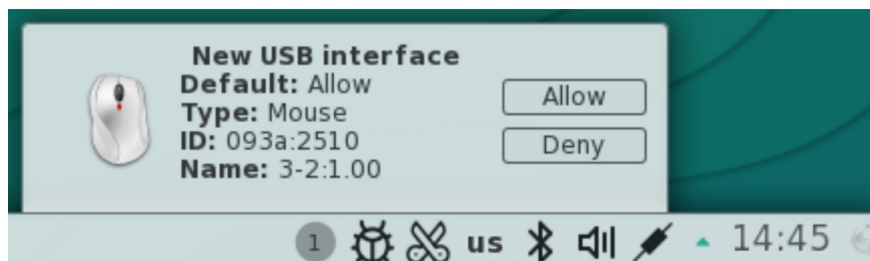 New USB interface
Default: Allow
Type: Mouse
ID: 093a:2510
Name: 3-2:1.00
Allow
Deny
1
us
14:45